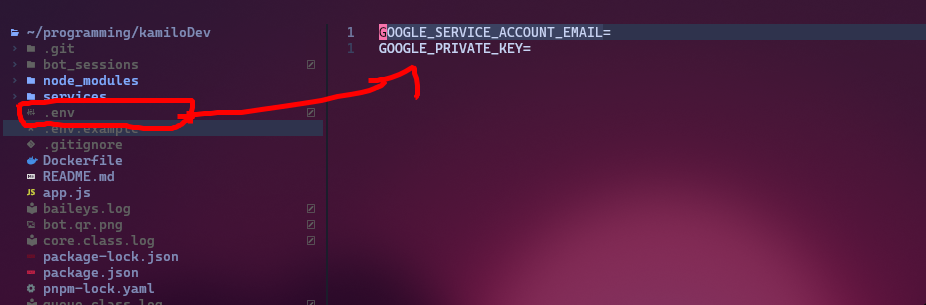 ~/programming/kamiloDev
.git
bot_sessions
node_modules
services
.env
.env.example
.gitignore
Dockerfile
README.md
JS app.js
baileys.log
bot.qr.png
core.class.log
package-lock.json
package.json
pnpm-lock.yaml
queue.class.log
1 GOOGLE_SERVICE_ACCOUNT_EMAIL=
1 GOOGLE_PRIVATE_KEY=